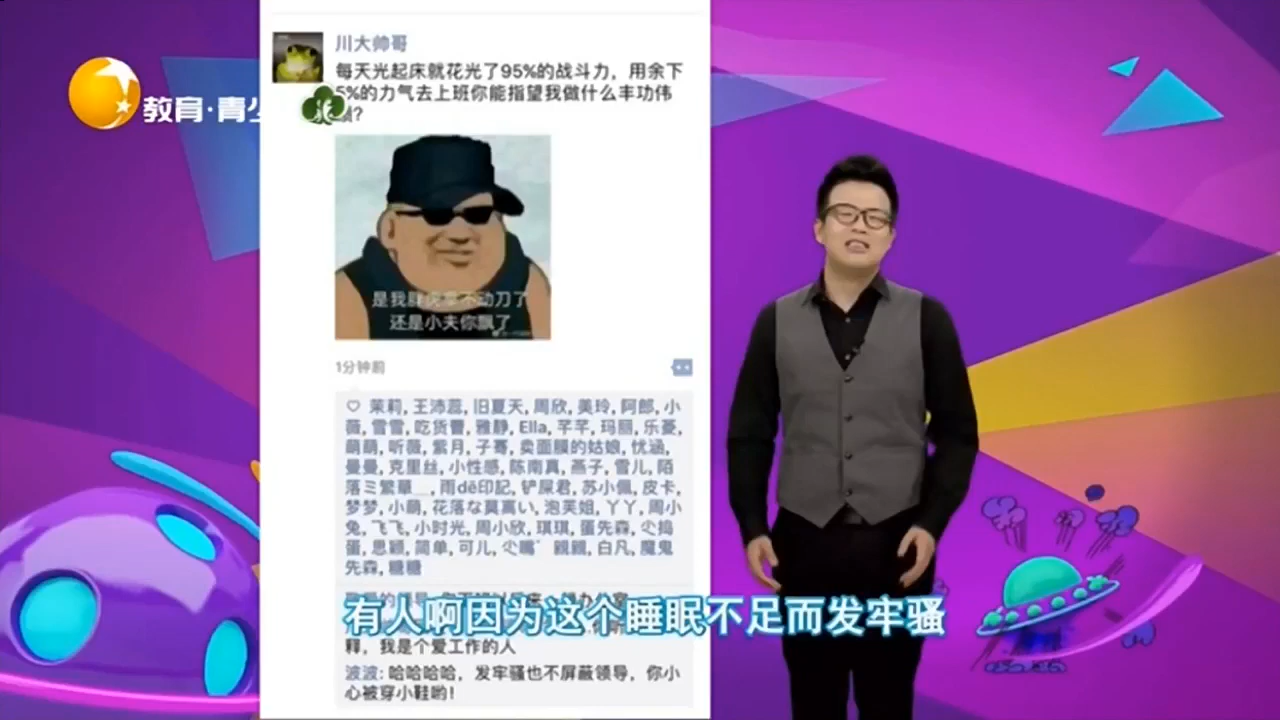 教育·青少
川大帅哥
每天光起床就花光了95%的战斗力，用余下
5%的力气去上班你能指望我做什么丰功伟
绩?
是我胖虎拿不动刀了
还是小夫你飘了
1分钟前
茉莉, 王沛蕊, 旧夏天, 周欣, 美玲, 阿郎, 小
薇, 雪雪, 吃货曹, 雅静, Ella, 芊芊, 玛丽, 乐菱,
萌萌, 听薇, 紫月, 子骞, 卖面膜的姑娘, 忧涵,
曼曼, 克里丝, 小性感, 陈南真, 燕子, 雪儿, 陌
落ミ繁華__, 雨dē印記, 铲屎君, 苏小佩, 皮卡,
梦梦, 小萌, 花落な莫离い, 泡芙姐, 丫丫, 周小
兔, 飞飞, 小时光, 周小欣, 琪琪, 蛋先森, 尐捣
蛋, 思颖, 简单, 可儿, 尐嘴゛親親, 白凡, 魔鬼
先森, 糖糖
有人啊因为这个睡眠不足而发牢骚
释，我是个爱工作的人
波波: 哈哈哈哈，发牢骚也不屏蔽领导，你小
心被穿小鞋哟!